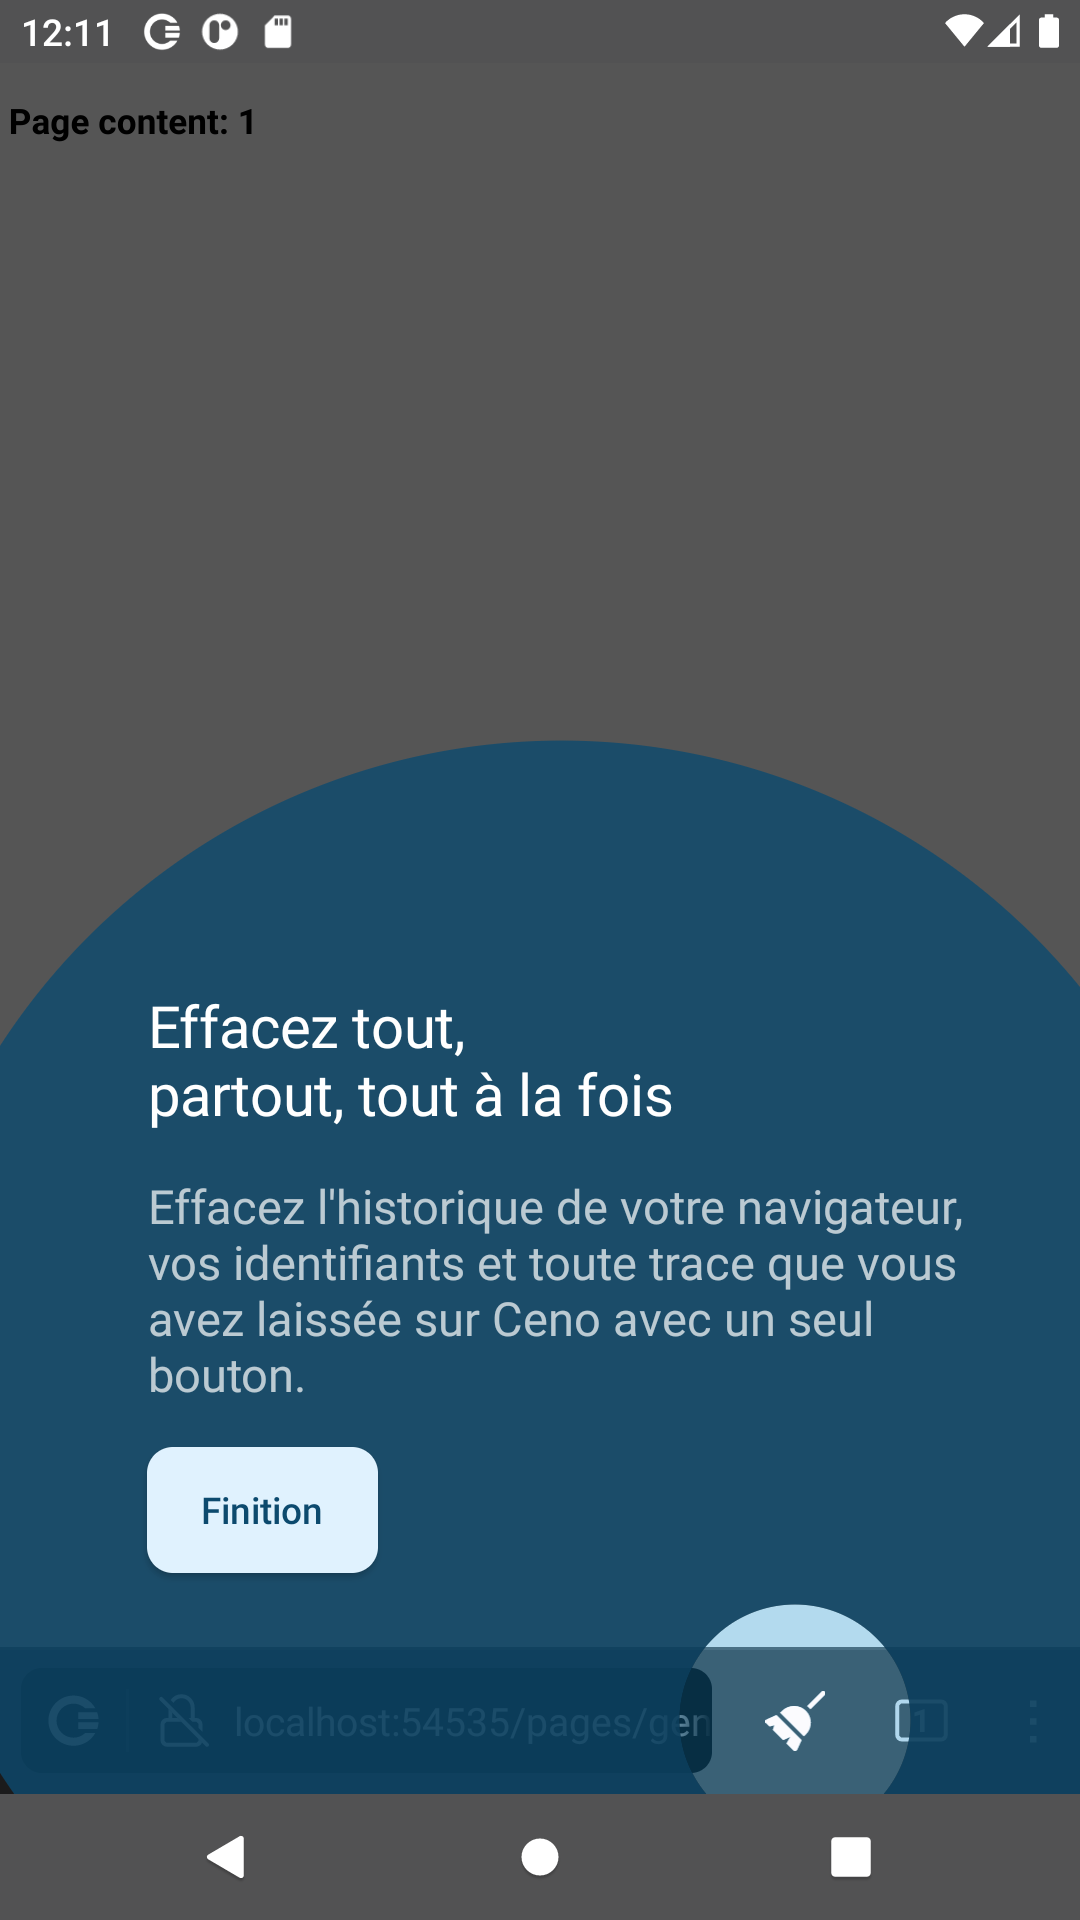 12:11
Page content: 1
Effacez tout,
partout, tout à la fois
Effacez l'historique de votre navigateur,
vos identifiants et toute trace que vous
avez laissée sur Ceno avec un seul
bouton.
Finition
localhost:54535/pages/gen
1